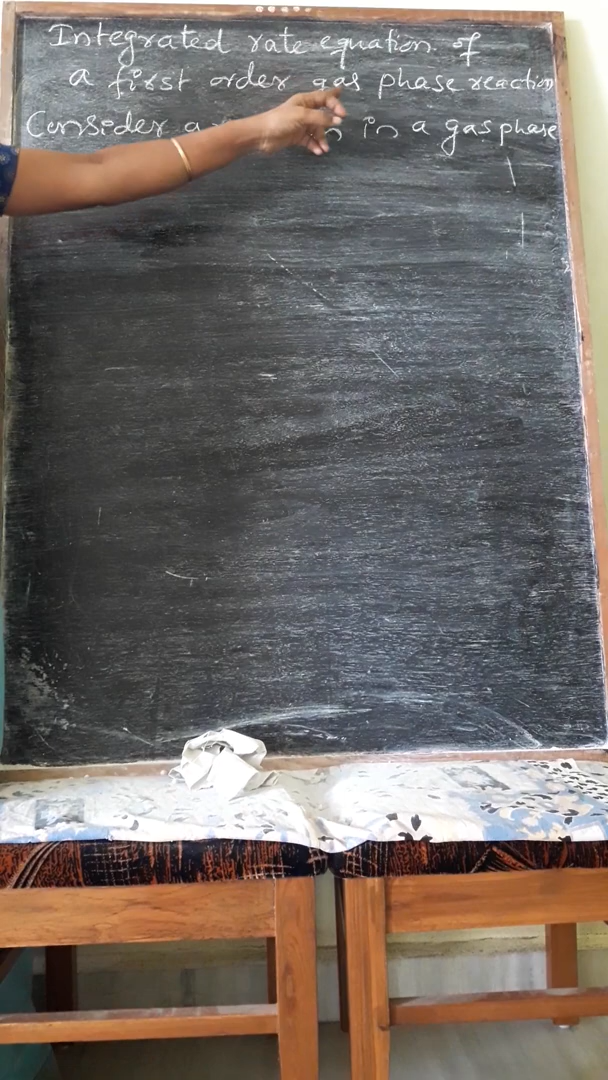 Integrated rate equation of
a first order gas phase reaction
Consider a in a gas phase